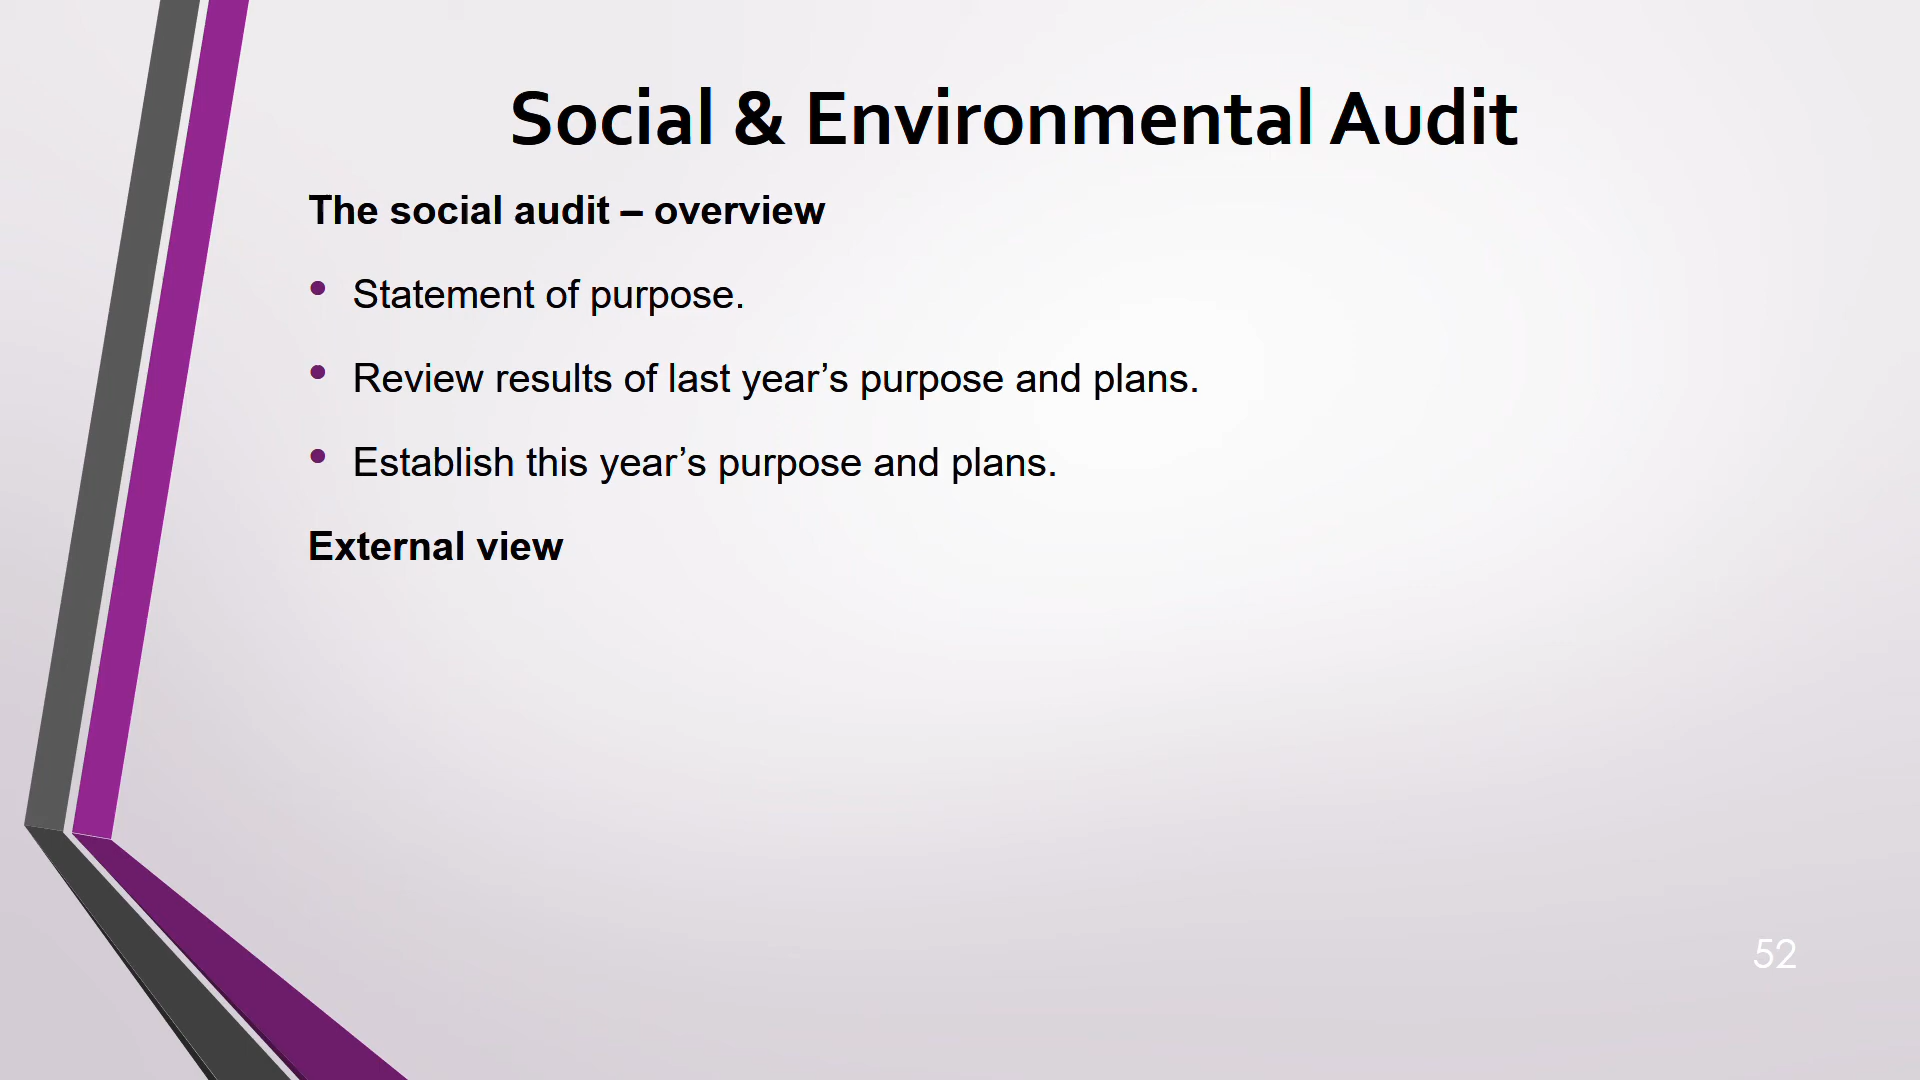 Social & Environmental Audit
The social audit – overview
• Statement of purpose.
• Review results of last year’s purpose and plans.
• Establish this year’s purpose and plans.
External view
52